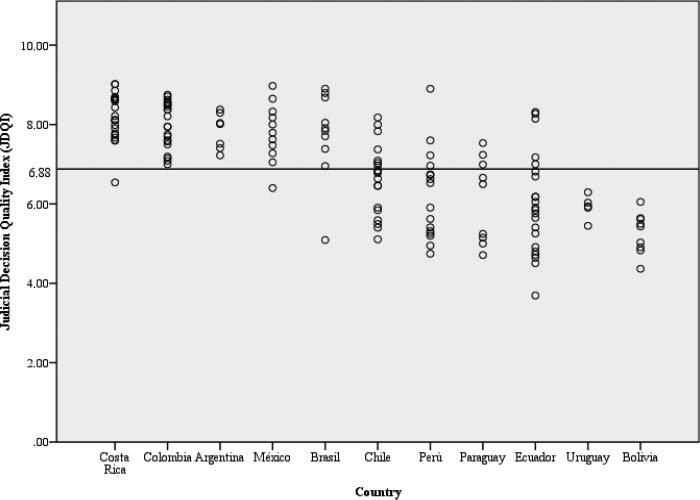 Judicial Decision Quality Index (JDQI)
10.00
8.00
6.88
6.00
4.00
2.00
.00
Costa Rica Colombia Argentina México Brasil Chile Perú Paraguay Ecuador Uruguay Bolivia
Country